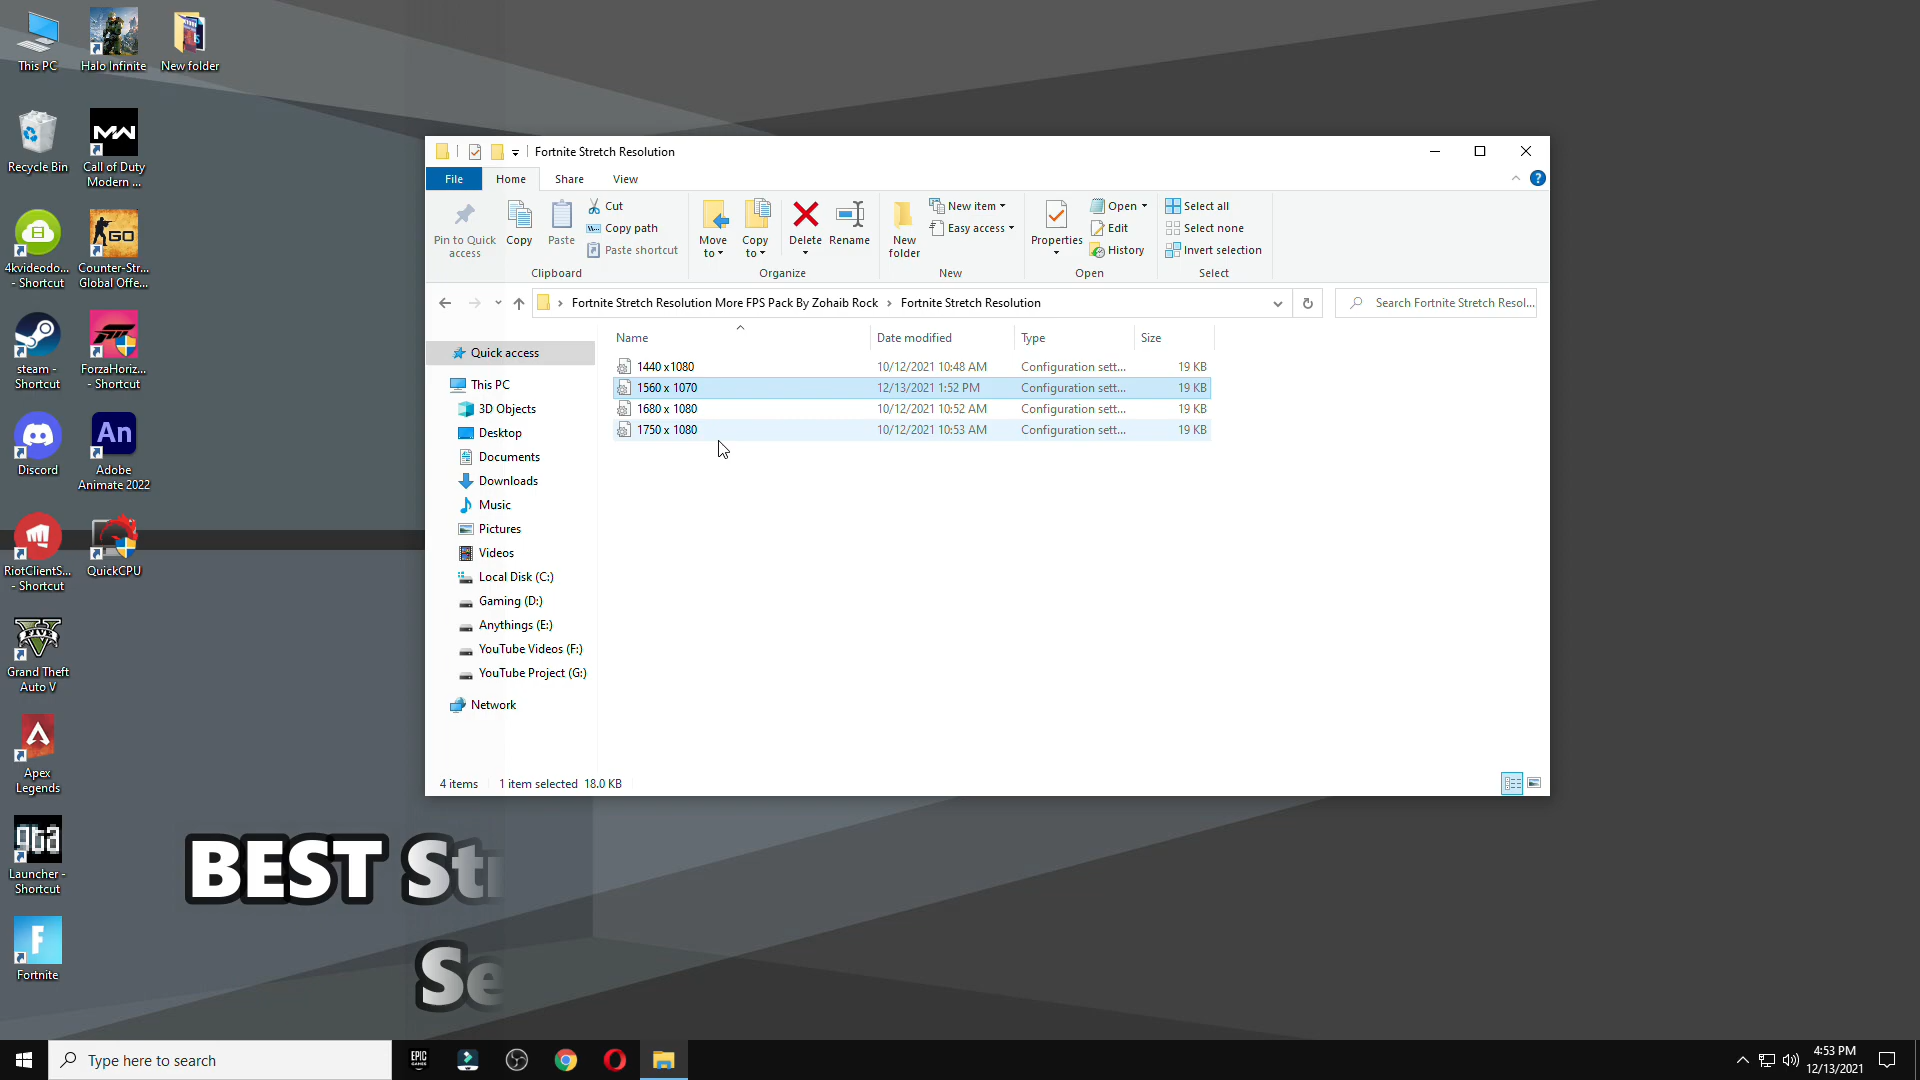 This PC
Halo Infinite
New folder
Recycle Bin
Call of Duty
Modern ...
4kvideodo...
- Shortcut
Counter-Str...
Global Offe...
steam -
Shortcut
ForzaHoriz...
- Shortcut
Discord
Adobe
Animate 2022
RiotClientS...
- Shortcut
QuickCPU
Grand Theft
Auto V
Apex
Legends
Launcher -
Shortcut
Fortnite
MW
GO
An
FIVE
gta
F
Fortnite Stretch Resolution
File Home Share View
Pin to Quick
access
Copy
Paste
Cut
Copy path
Paste shortcut
Clipboard
Move
to
Copy
to
Delete
Rename
Organize
New
folder
New item
Easy access
New
Properties
Open
Edit
History
Open
Select all
Select none
Invert selection
Select
Fortnite Stretch Resolution More FPS Pack By Zohaib Rock > Fortnite Stretch Resolution
Search Fortnite Stretch Resol...
Name Date modified Type Size
1440 x1080 10/12/2021 10:48 AM Configuration sett... 19 KB
1560 x 1070 12/13/2021 1:52 PM Configuration sett... 19 KB
1680 x 1080 10/12/2021 10:52 AM Configuration sett... 19 KB
1750 x 1080 10/12/2021 10:53 AM Configuration sett... 19 KB
Quick access
This PC
3D Objects
Desktop
Documents
Downloads
Music
Pictures
Videos
Local Disk (C:)
Gaming (D:)
Anythings (E:)
YouTube Videos (F:)
YouTube Project (G:)
Network
4 items 1 item selected 18.0 KB
BEST Str
Se
Type here to search
EPIC
GAMES
4:53 PM
12/13/2021